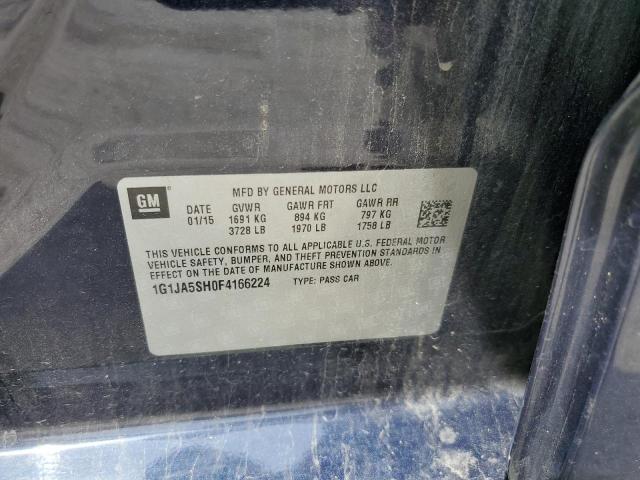 GM
MFD BY GENERAL MOTORS LLC
DATE GVWR GAWR FRT GAWR RR
01/15 1691 KG 894 KG 797 KG
3728 LB 1970 LB 1758 LB
THIS VEHICLE CONFORMS TO ALL APPLICABLE U.S. FEDERAL MOTOR
VEHICLE SAFETY, BUMPER, AND THEFT PREVENTION STANDARDS IN
EFFECT ON THE DATE OF MANUFACTURE SHOWN ABOVE.
1G1JA5SH0F4166224 TYPE: PASS CAR